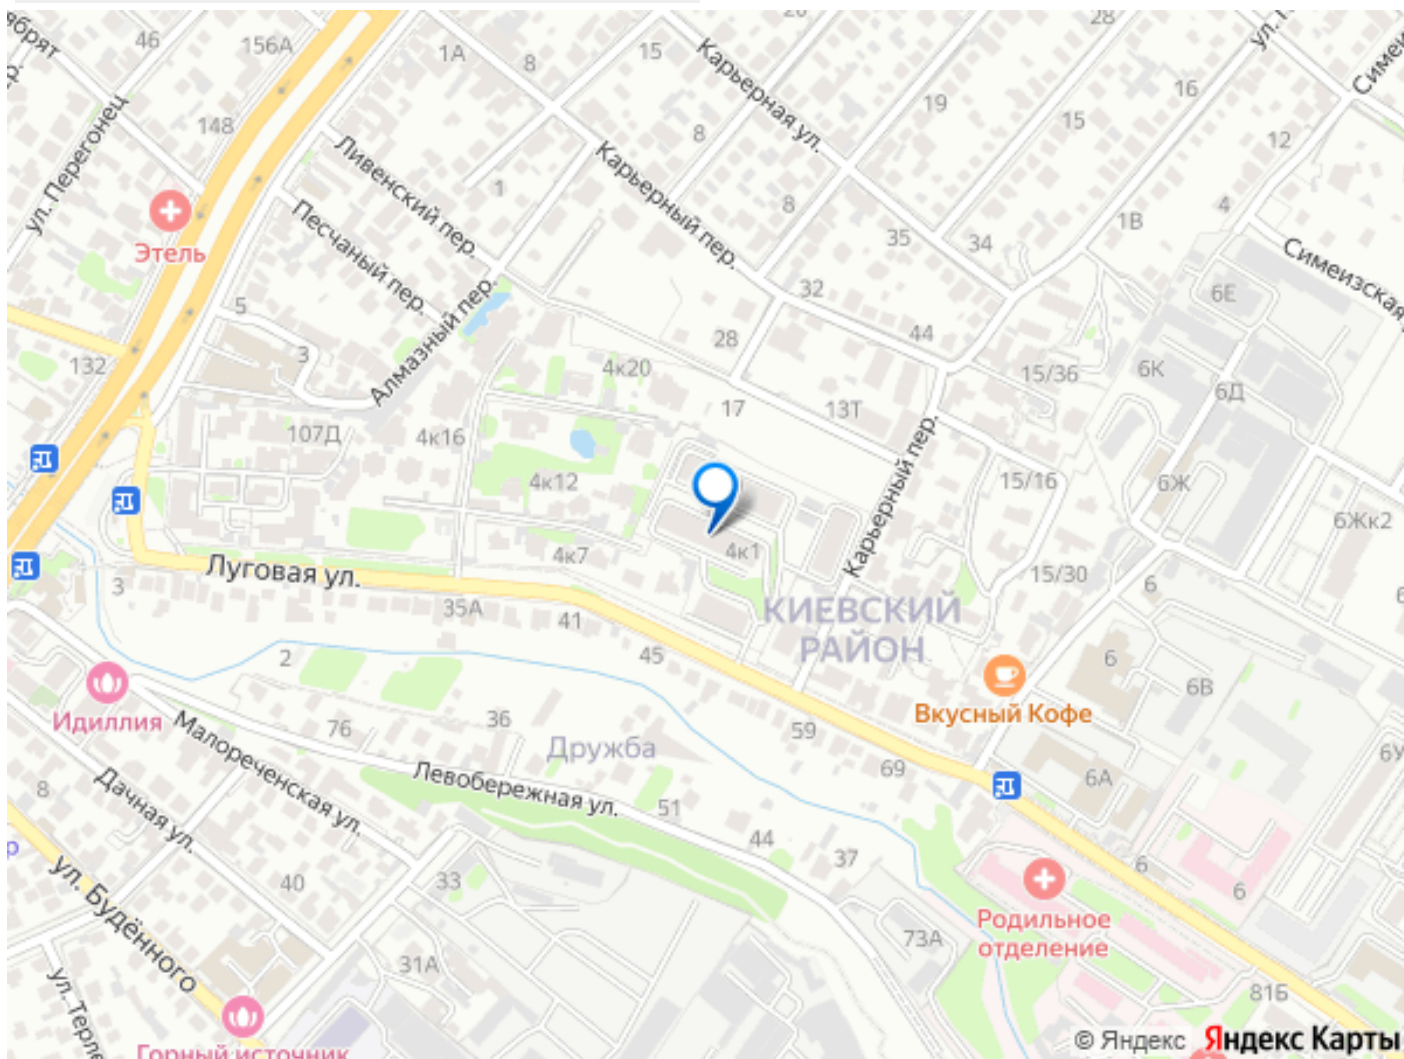 46
156А
1А
8
15
28
ул. Перегонец
148
Карьерная ул.
19
16
15
12
Ливенский пер.
8
1
Карьерный пер.
8
4
1В
35
34
Этель
Песчаный пер.
Симеизская
5
Алмазный пер.
32
6Е
3
28
44
132
4к20
15/36
6К
6Д
17
13Т
107Д
4к16
Карьерный пер.
4к12
15/16
6Ж
6Жк2
4к7
4к1
Луговая ул.
15/30
6
3
35А
41
КИЕВСКИЙ
РАЙОН
45
2
6
6В
Идиллия
Вкусный Кофе
Малореченская ул.
76
36
Дружба
59
69
6А
Левобережная ул.
8
Дачная ул.
51
44
37
6
6
ул. Будённого
40
33
Родильное
отделение
73А
31А
81Б
Горный источник
© Яндекс Яндекс Карты